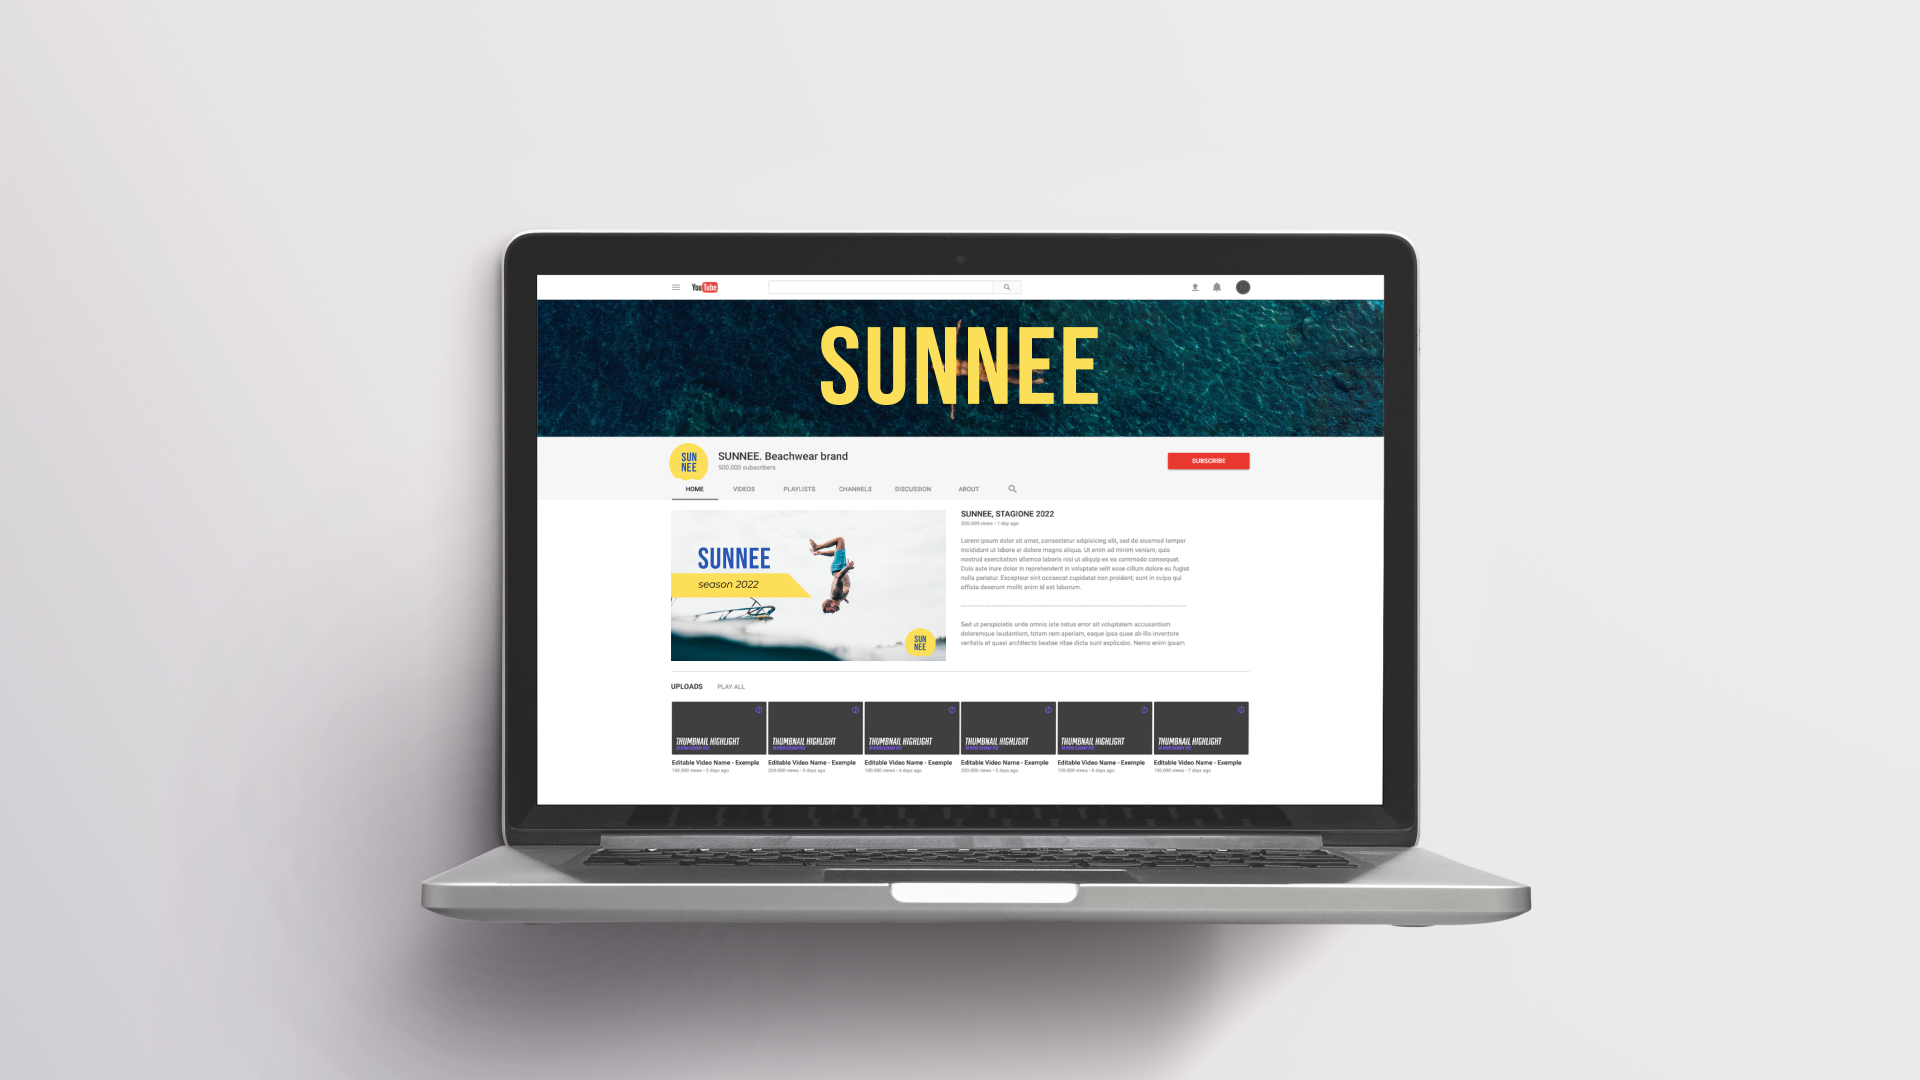 YouTube
SUNNEE
SUN
NEE
SUNNEE. Beachwear brand
500.000 subscribers
SUBSCRIBE
HOME VIDEOS PLAYLISTS CHANNELS DISCUSSION ABOUT
SUNNEE
season 2022
SUN
NEE
SUNNEE, STAGIONE 2022
500.000 views • 1 day ago
Lorem ipsum dolor sit amet, consectetur adipisicing elit, sed do eiusmod tempor
incididunt ut labore et dolore magna aliqua. Ut enim ad minim veniam, quis
nostrud exercitation ullamco laboris nisi ut aliquip ex ea commodo consequat.
Duis aute irure dolor in reprehenderit in voluptate velit esse cillum dolore eu fugiat
nulla pariatur. Excepteur sint occaecat cupidatat non proident, sunt in culpa qui
officia deserunt mollit anim id est laborum.
Sed ut perspiciatis unde omnis iste natus error sit voluptatem accusantium
doloremque laudantium, totam rem aperiam, eaque ipsa quae ab illo inventore
veritatis et quasi architecto beatae vitae dicta sunt explicabo. Nemo enim ipsam
UPLOADS PLAY ALL
THUMBNAIL HIGHLIGHT THUMBNAIL HIGHLIGHT THUMBNAIL HIGHLIGHT THUMBNAIL HIGHLIGHT THUMBNAIL HIGHLIGHT THUMBNAIL HIGHLIGHT
Editable Video Name - Exemple Editable Video Name - Exemple Editable Video Name - Exemple Editable Video Name - Exemple Editable Video Name - Exemple Editable Video Name - Exemple
100.000 views • 2 days ago 200.000 views • 3 days ago 100.000 views • 4 days ago 200.000 views • 5 days ago 150.000 views • 6 days ago 100.000 views • 7 days ago